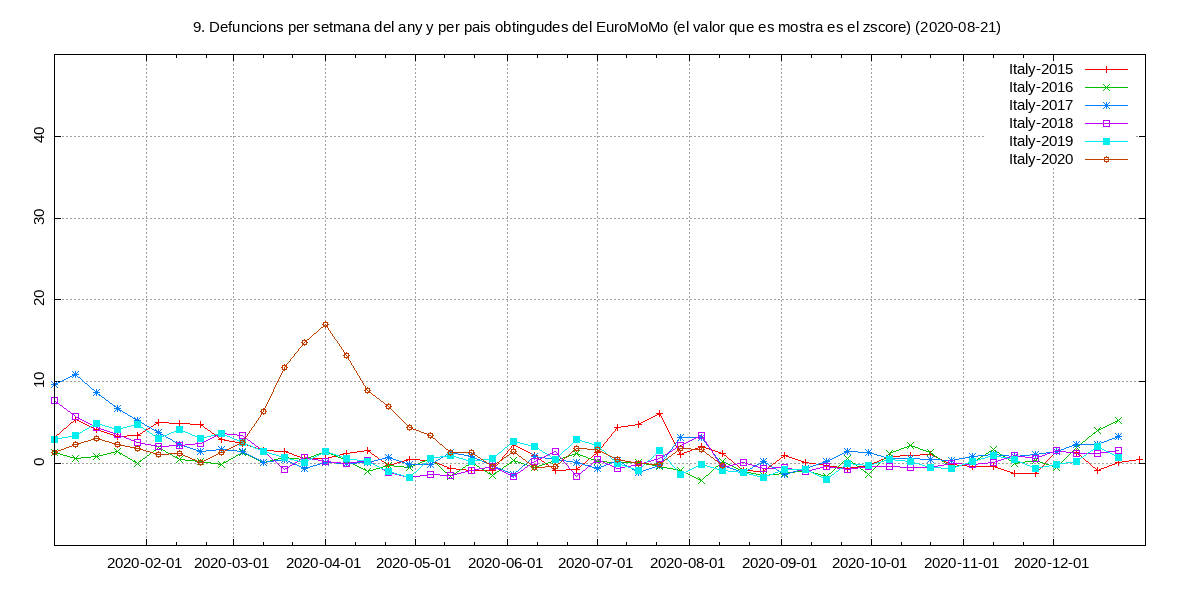 9. Defuncions per setmana del any y per pais obtingudes del EuroMoMo (el valor que es mostra es el zscore) (2020-08-21)
Italy-2015
Italy-2016
Italy-2017
Italy-2018
Italy-2019
Italy-2020
40
30
20
10
0
2020-02-01 2020-03-01 2020-04-01 2020-05-01 2020-06-01 2020-07-01 2020-08-01 2020-09-01 2020-10-01 2020-11-01 2020-12-01